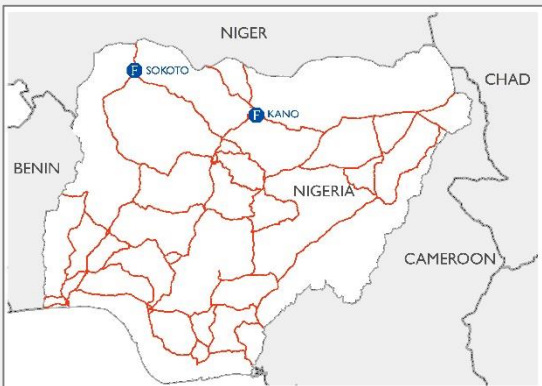 NIGER
F SOKOTO
CHAD
F KANO
BENIN
NIGERIA
CAMEROON